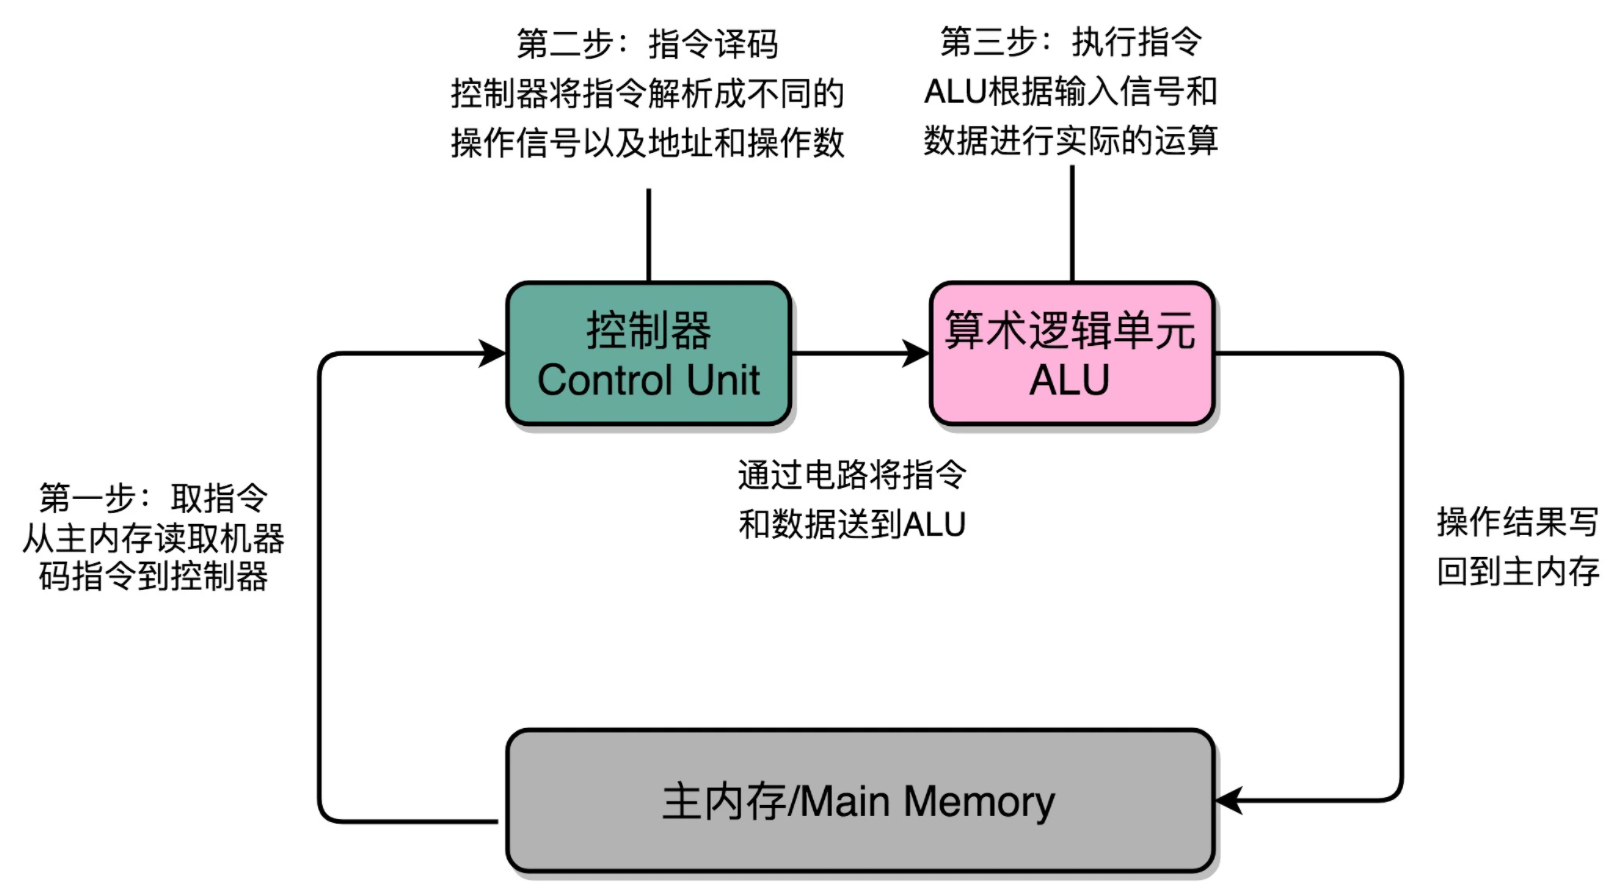 第二步：指令译码
控制器将指令解析成不同的
操作信号以及地址和操作数
第三步：执行指令
ALU根据输入信号和
数据进行实际的运算
控制器
Control Unit
算术逻辑单元
ALU
第一步：取指令
从主内存读取机器
码指令到控制器
通过电路将指令
和数据送到ALU
操作结果写
回到主内存
主内存/Main Memory